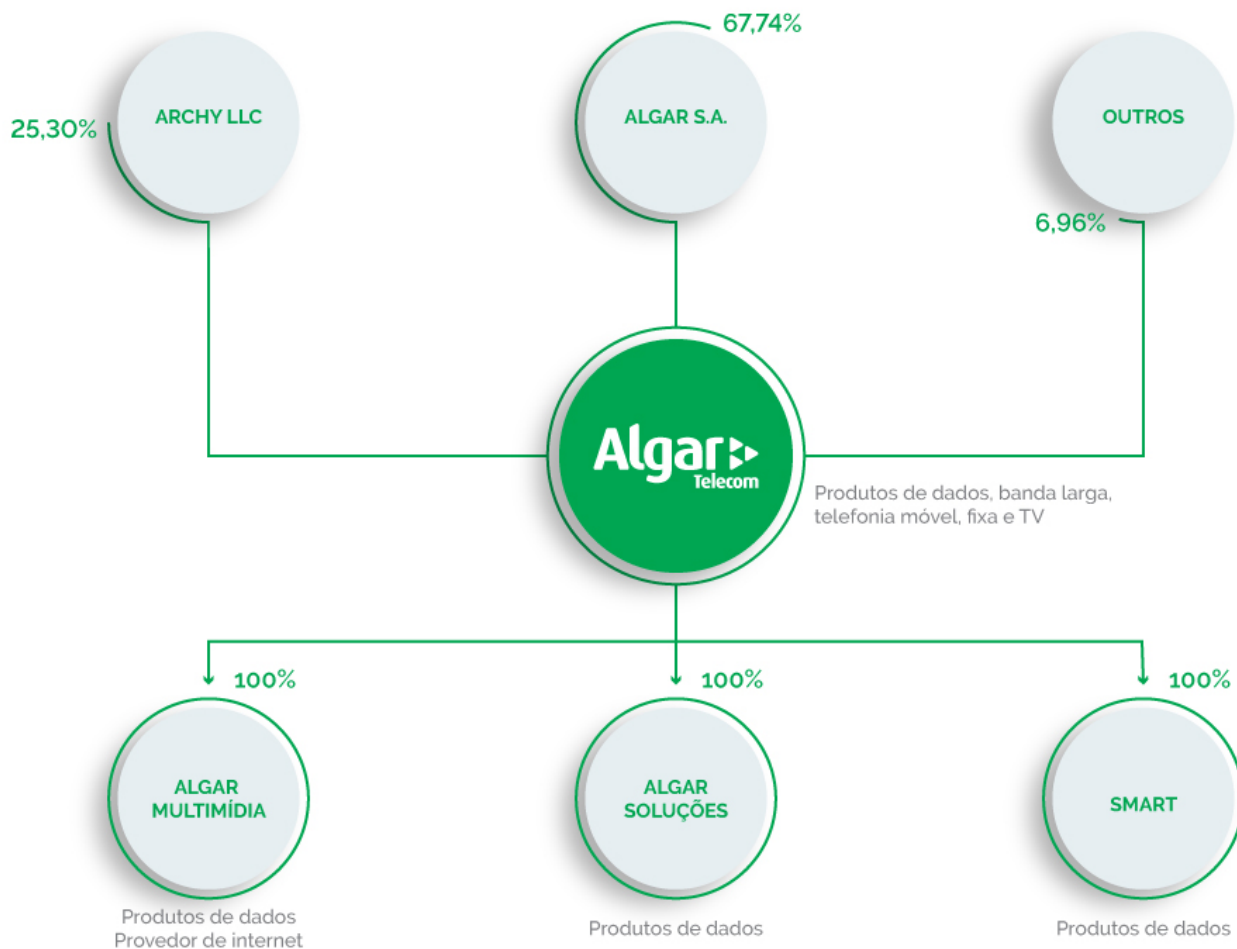 67,74%
25,30%
ARCHY LLC
ALGAR S.A.
OUTROS
6,96%
Algar
Telecom
Produtos de dados, banda larga,
telefonia móvel, fixa e TV
100%
100%
100%
ALGAR
MULTIMÍDIA
ALGAR
SOLUÇÕES
SMART
Produtos de dados
Provedor de internet
Produtos de dados
Produtos de dados